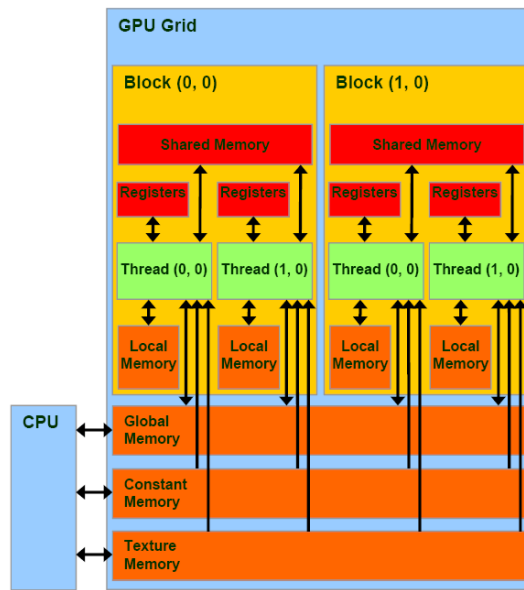 GPU Grid
Block (0, 0)
Block (1, 0)
Shared Memory
Shared Memory
Registers
Registers
Registers
Registers
Thread (0, 0)
Thread (1, 0)
Thread (0, 0)
Thread (1, 0)
Local
Memory
Local
Memory
Local
Memory
Local
Memory
CPU
Global
Memory
Constant
Memory
Texture
Memory